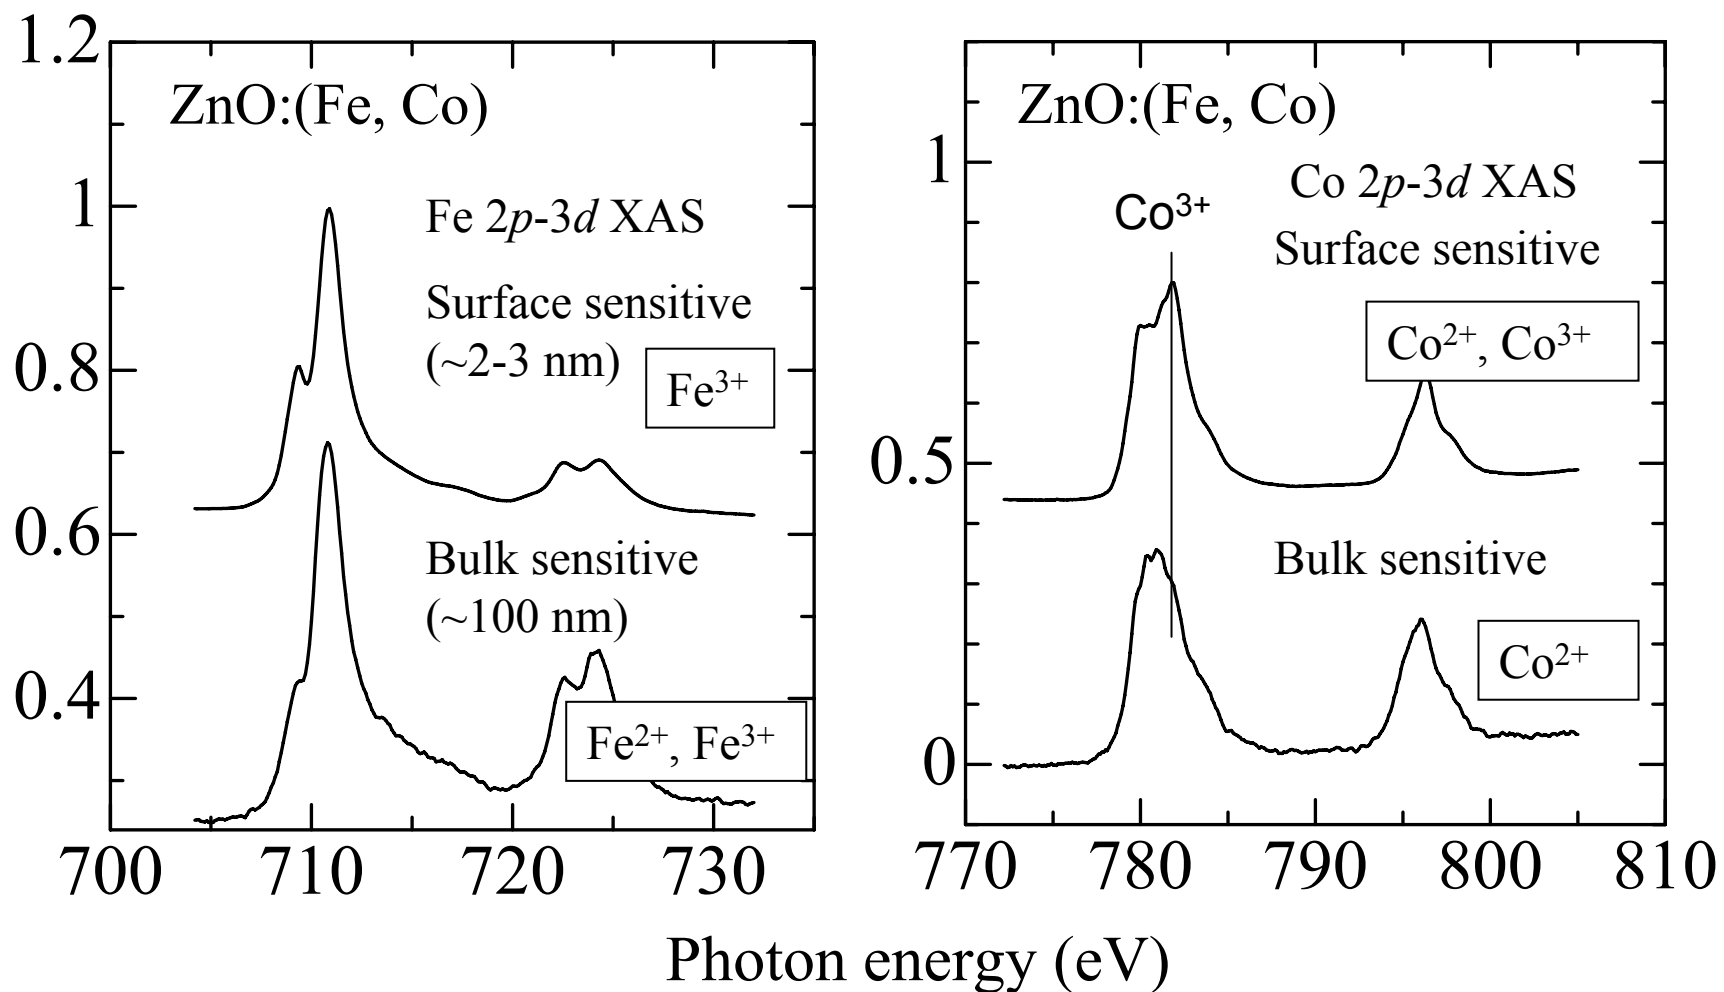 ZnO:(Fe, Co)
Fe 2p-3d XAS
Surface sensitive
(~2-3 nm)
Fe³⁺
Bulk sensitive
(~100 nm)
Fe²⁺, Fe³⁺
1.2
1
0.8
0.6
0.4
700 710 720 730
ZnO:(Fe, Co)
Co 2p-3d XAS
Co³⁺
Surface sensitive
Co²⁺, Co³⁺
Bulk sensitive
Co²⁺
1
0.5
0
770 780 790 800 810
Photon energy (eV)